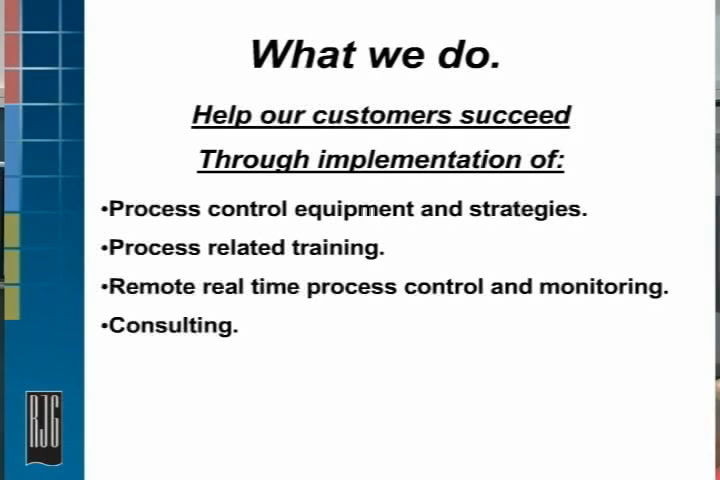 What we do.
Help our customers succeed
Through implementation of:
•Process control equipment and strategies.
•Process related training.
•Remote real time process control and monitoring.
•Consulting.
RJG